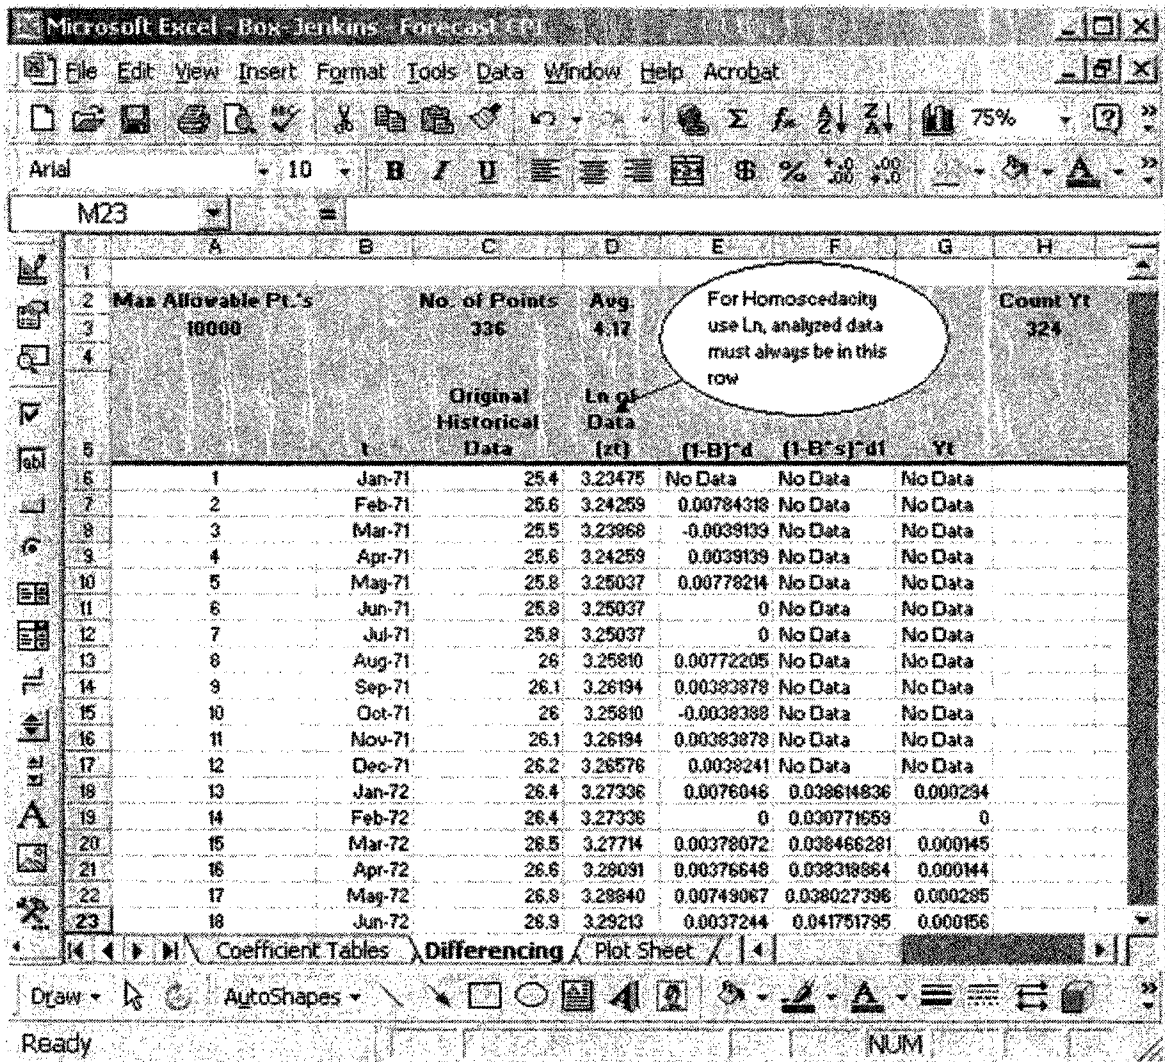 Microsoft Excel - Box-Jenkins - Forecast CPI
File Edit View Insert Format Tools Data Window Help Acrobat
75%
Arial 10 B I U
M23 =
A B C D E F G H
1
2 Max Allowable Pt.'s No. of Points Avg. Count Yt
3 10000 336 4.17 324
4
For Homoscedacity
use Ln, analyzed data
must always be in this
row
Original
Historical
Data
Ln of
Data
(zt)
5 t (1-B)^d (1-B^s)^d1 Yt
6 1 Jan-71 25.4 3.23475 No Data No Data No Data
7 2 Feb-71 25.6 3.24259 0.00784318 No Data No Data
8 3 Mar-71 25.5 3.23868 -0.0039139 No Data No Data
9 4 Apr-71 25.6 3.24259 0.0039139 No Data No Data
10 5 May-71 25.8 3.25037 0.00778214 No Data No Data
11 6 Jun-71 25.8 3.25037 0 No Data No Data
12 7 Jul-71 25.8 3.25037 0 No Data No Data
13 8 Aug-71 26 3.25810 0.00772205 No Data No Data
14 9 Sep-71 26.1 3.26194 0.00383878 No Data No Data
15 10 Oct-71 26 3.25810 -0.0038388 No Data No Data
16 11 Nov-71 26.1 3.26194 0.00383878 No Data No Data
17 12 Dec-71 26.2 3.26576 0.0038241 No Data No Data
18 13 Jan-72 26.4 3.27336 0.0076046 0.038614836 0.000294
19 14 Feb-72 26.4 3.27336 0 0.030771659 0
20 15 Mar-72 26.5 3.27714 0.00378072 0.038466281 0.000145
21 16 Apr-72 26.6 3.28091 0.00376648 0.038318864 0.000144
22 17 May-72 26.8 3.28840 0.00749067 0.038027396 0.000285
23 18 Jun-72 26.9 3.29213 0.0037244 0.041751795 0.000156
Coefficient Tables Differencing Plot Sheet
Draw AutoShapes
Ready NUM